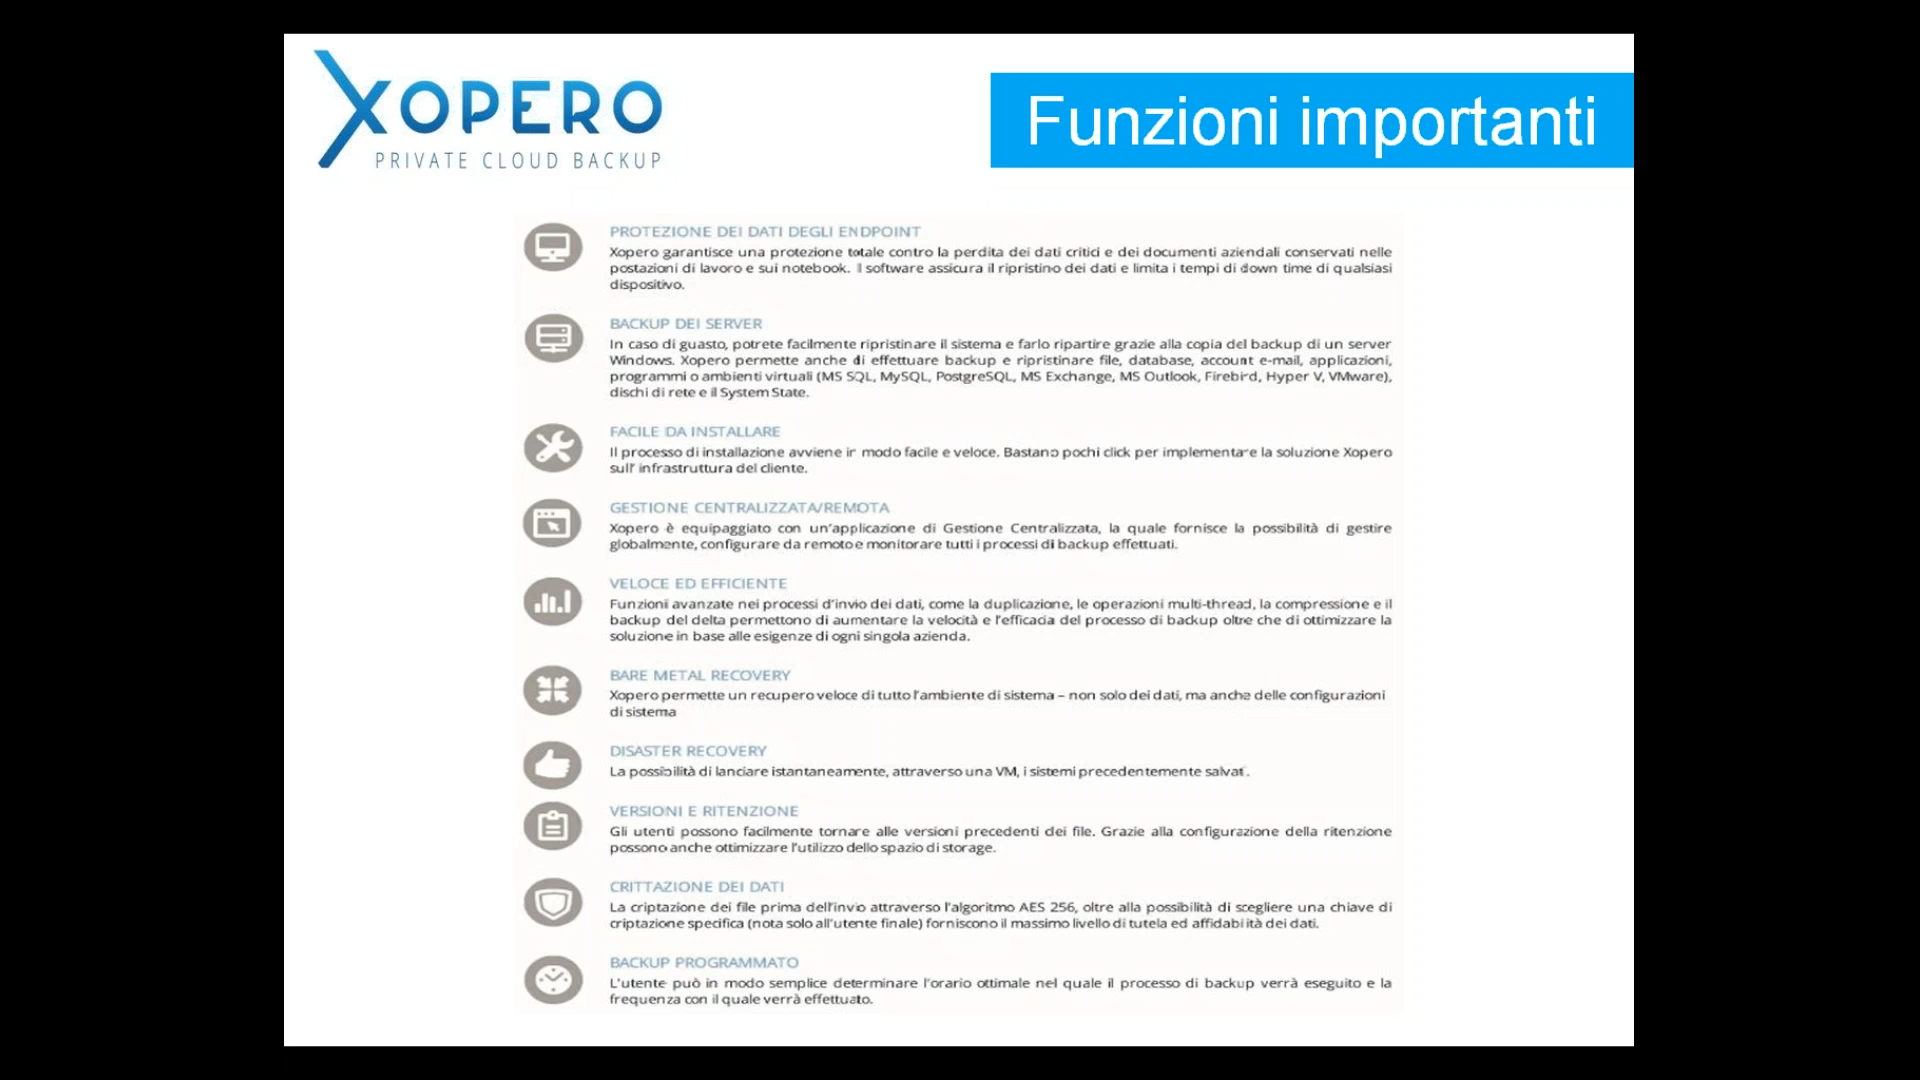 XOPERO
PRIVATE CLOUD BACKUP
Funzioni importanti
PROTEZIONE DEI DATI DEGLI ENDPOINT
Xopero garantisce una protezione totale contro la perdita dei dati critici e dei documenti aziendali conservati nelle
postazioni di lavoro e sui notebook. Il software assicura il ripristino dei dati e limita i tempi di down time di qualsiasi
dispositivo.
BACKUP DEI SERVER
In caso di guasto, potrete facilmente ripristinare il sistema e farlo ripartire grazie alla copia del backup di un server
Windows. Xopero permette anche di effettuare backup e ripristinare file, database, account e-mail, applicazioni,
programmi o ambienti virtuali (MS SQL, MySQL, PostgreSQL, MS Exchange, MS Outlook, Firebird, Hyper V, VMware),
dischi di rete e il System State.
FACILE DA INSTALLARE
Il processo di installazione avviene in modo facile e veloce. Bastano pochi click per implementare la soluzione Xopero
sull' infrastruttura del cliente.
GESTIONE CENTRALIZZATA/REMOTA
Xopero è equipaggiato con un'applicazione di Gestione Centralizzata, la quale fornisce la possibilità di gestire
globalmente, configurare da remoto e monitorare tutti i processi di backup effettuati.
VELOCE ED EFFICIENTE
Funzioni avanzate nei processi d'invio dei dati, come la duplicazione, le operazioni multi-thread, la compressione e il
backup del delta permettono di aumentare la velocità e l'efficacia del processo di backup oltre che di ottimizzare la
soluzione in base alle esigenze di ogni singola azienda.
BARE METAL RECOVERY
Xopero permette un recupero veloce di tutto l'ambiente di sistema – non solo dei dati, ma anche delle configurazioni
di sistema
DISASTER RECOVERY
La possibilità di lanciare istantaneamente, attraverso una VM, i sistemi precedentemente salvati.
VERSIONI E RITENZIONE
Gli utenti possono facilmente tornare alle versioni precedenti dei file. Grazie alla configurazione della ritenzione
possono anche ottimizzare l'utilizzo dello spazio di storage.
CRITTAZIONE DEI DATI
La criptazione dei file prima dell'invio attraverso l'algoritmo AES 256, oltre alla possibilità di scegliere una chiave di
criptazione specifica (nota solo all'utente finale) forniscono il massimo livello di tutela ed affidabilità dei dati.
BACKUP PROGRAMMATO
L'utente può in modo semplice determinare l'orario ottimale nel quale il processo di backup verrà eseguito e la
frequenza con il quale verrà effettuato.